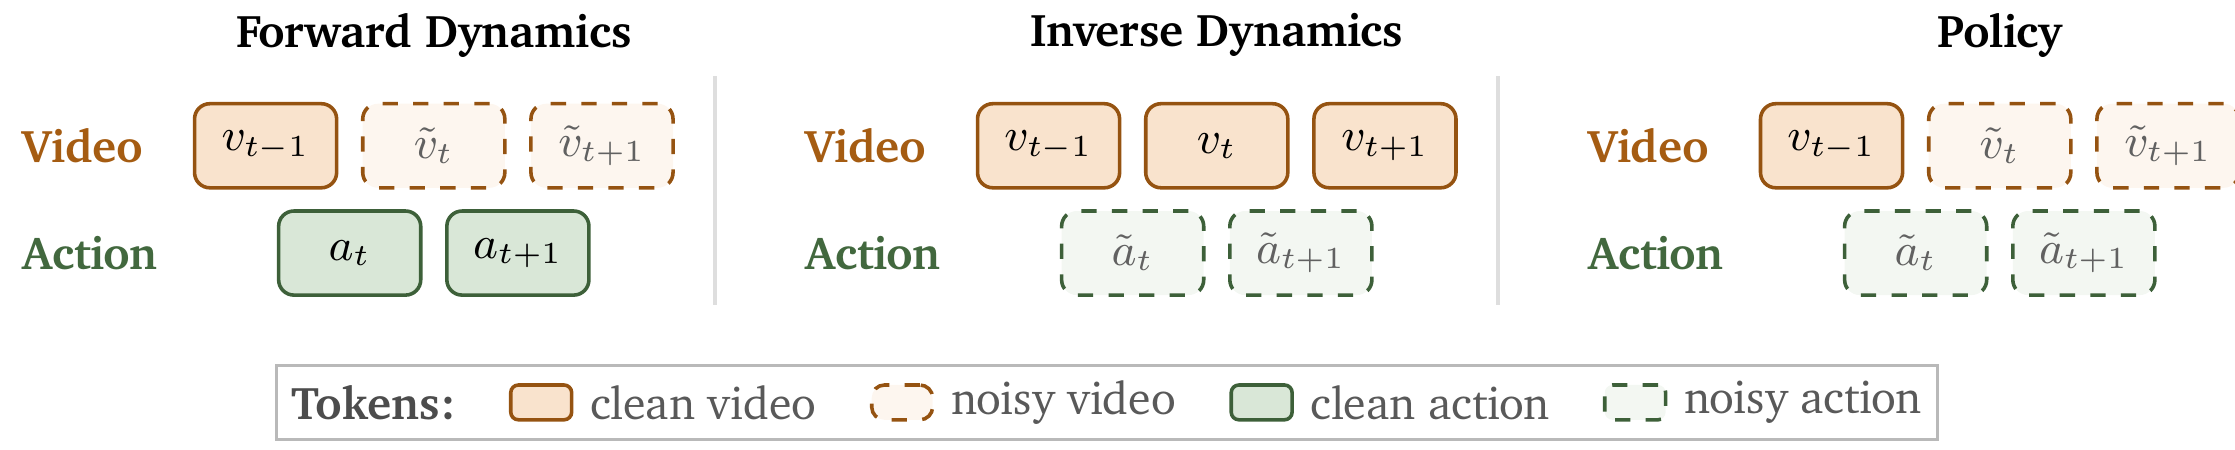 Forward Dynamics
Inverse Dynamics
Policy
Video v_{t−1} ṽ_t ṽ_{t+1}
Action a_t a_{t+1}
Video v_{t−1} v_t v_{t+1}
Action ã_t ã_{t+1}
Video v_{t−1} ṽ_t ṽ_{t+1}
Action ã_t ã_{t+1}
Tokens: clean video noisy video clean action noisy action